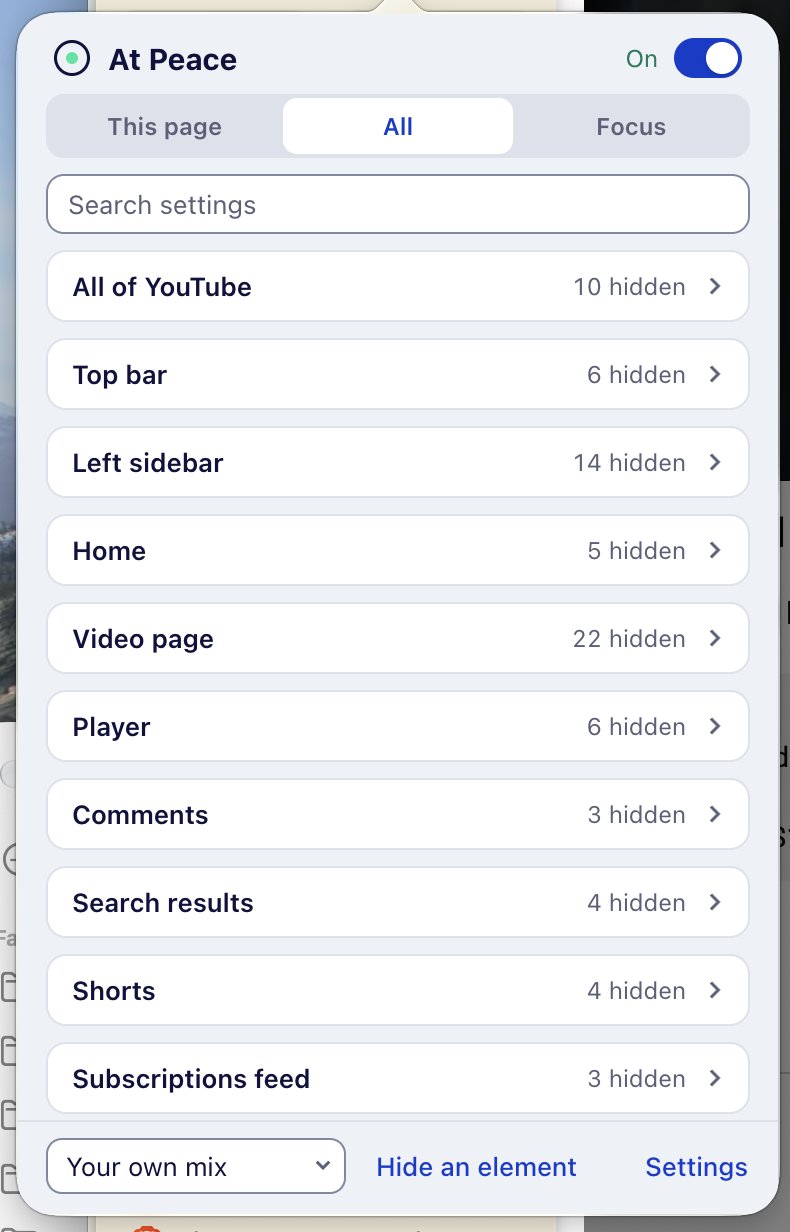 At Peace
On
This page
All
Focus
Search settings
All of YouTube
10 hidden
Top bar
6 hidden
Left sidebar
14 hidden
Home
5 hidden
Video page
22 hidden
Player
6 hidden
Comments
3 hidden
Search results
4 hidden
Shorts
4 hidden
Subscriptions feed
3 hidden
Your own mix
Hide an element
Settings